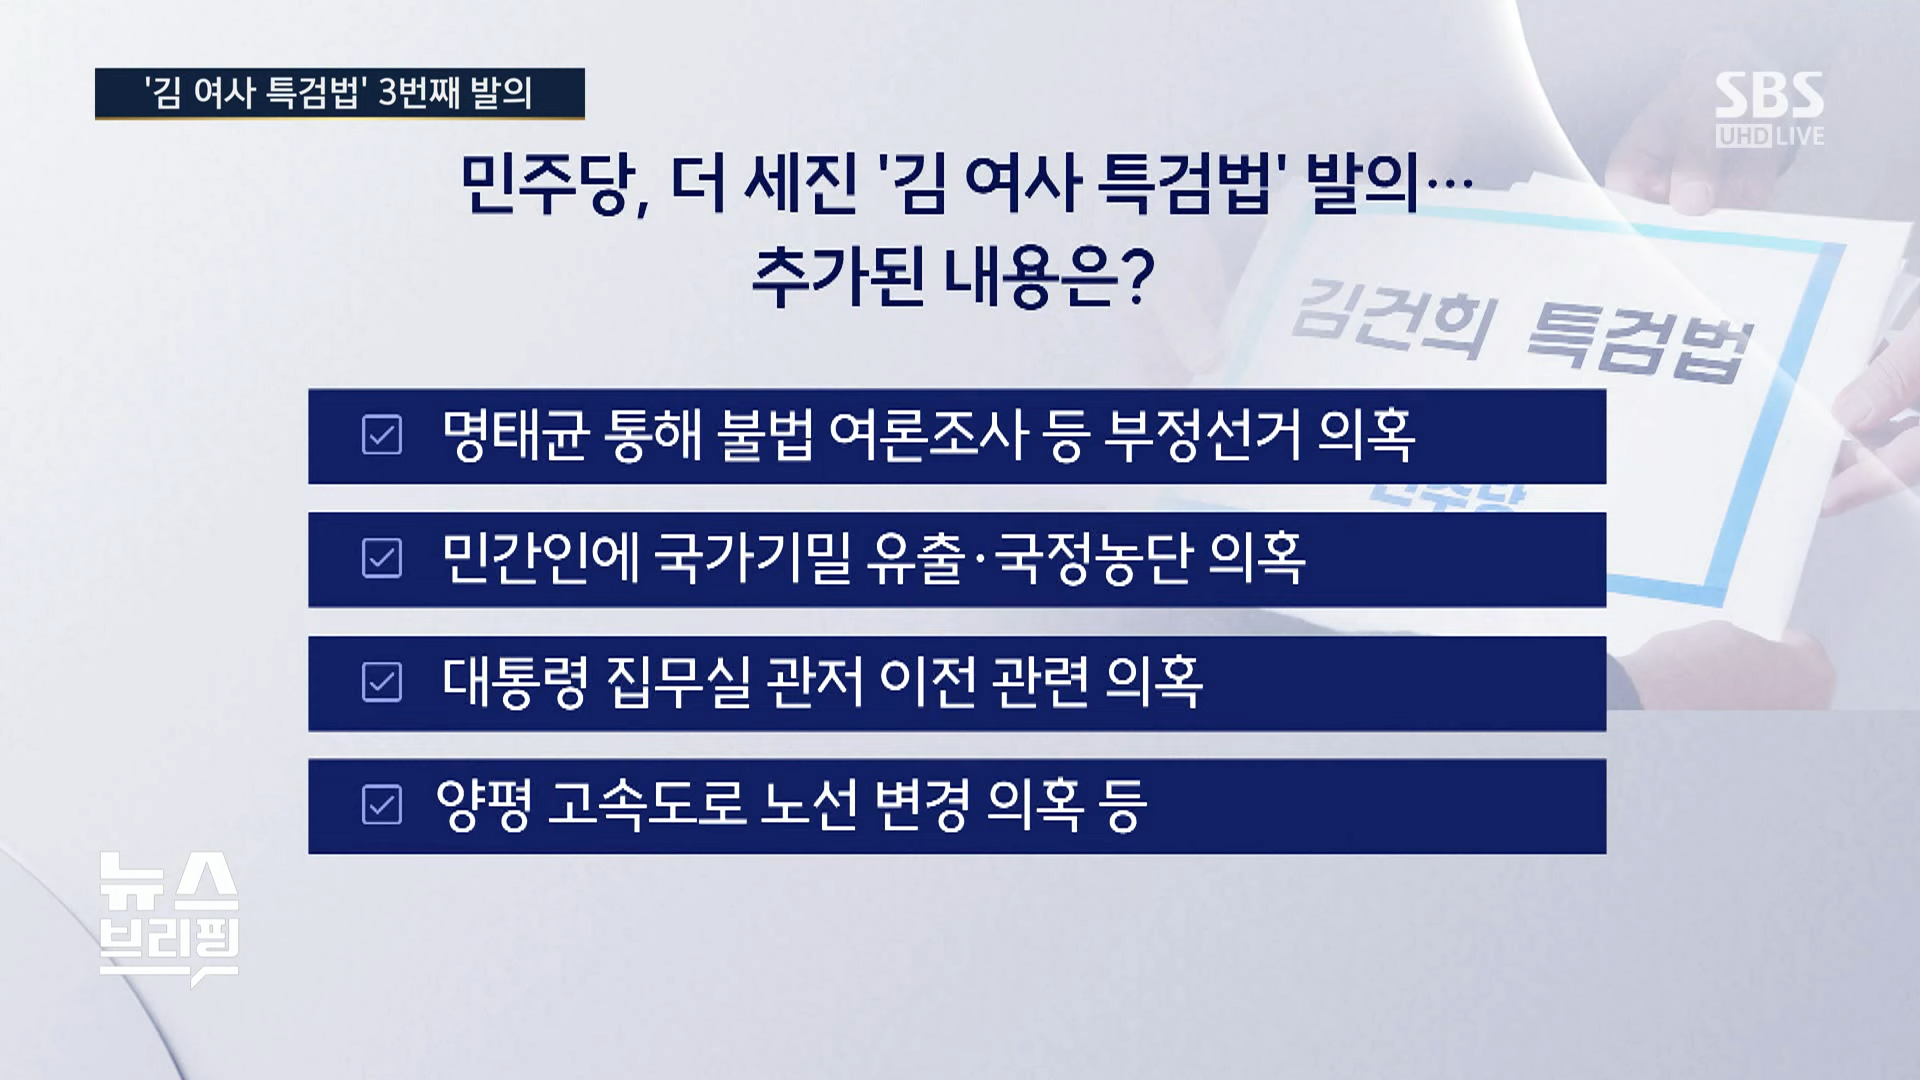 '김 여사 특검법' 3번째 발의
SBS
UHD LIVE
민주당, 더 세진 '김 여사 특검법' 발의…
추가된 내용은?
김건희 특검법
명태균 통해 불법 여론조사 등 부정선거 의혹
민주당
민간인에 국가기밀 유출·국정농단 의혹
대통령 집무실 관저 이전 관련 의혹
양평 고속도로 노선 변경 의혹 등
뉴스
브리핑